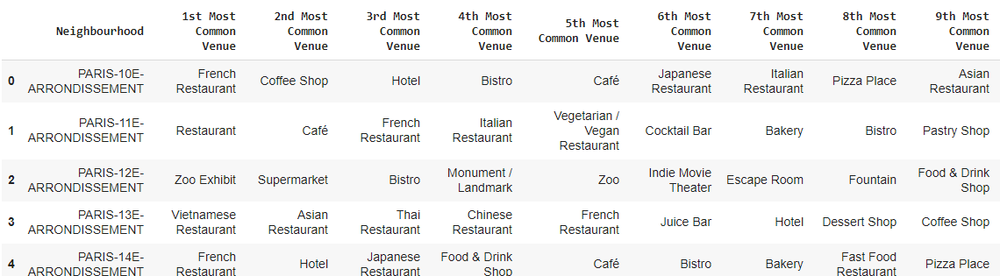 Neighbourhood 1st Most Common Venue 2nd Most Common Venue 3rd Most Common Venue 4th Most Common Venue 5th Most Common Venue 6th Most Common Venue 7th Most Common Venue 8th Most Common Venue 9th Most Common Venue
0 PARIS-10E-ARRONDISSEMENT French Restaurant Coffee Shop Hotel Bistro Café Japanese Restaurant Italian Restaurant Pizza Place Asian Restaurant
1 PARIS-11E-ARRONDISSEMENT Restaurant Café French Restaurant Italian Restaurant Vegetarian / Vegan Restaurant Cocktail Bar Bakery Bistro Pastry Shop
2 PARIS-12E-ARRONDISSEMENT Zoo Exhibit Supermarket Bistro Monument / Landmark Zoo Indie Movie Theater Escape Room Fountain Food & Drink Shop
3 PARIS-13E-ARRONDISSEMENT Vietnamese Restaurant Asian Restaurant Thai Restaurant Chinese Restaurant French Restaurant Juice Bar Hotel Dessert Shop Coffee Shop
4 PARIS-14E-ARRONDISSEMENT French Restaurant Hotel Japanese Restaurant Food & Drink Shop Café Bistro Bakery Fast Food Restaurant Pizza Place